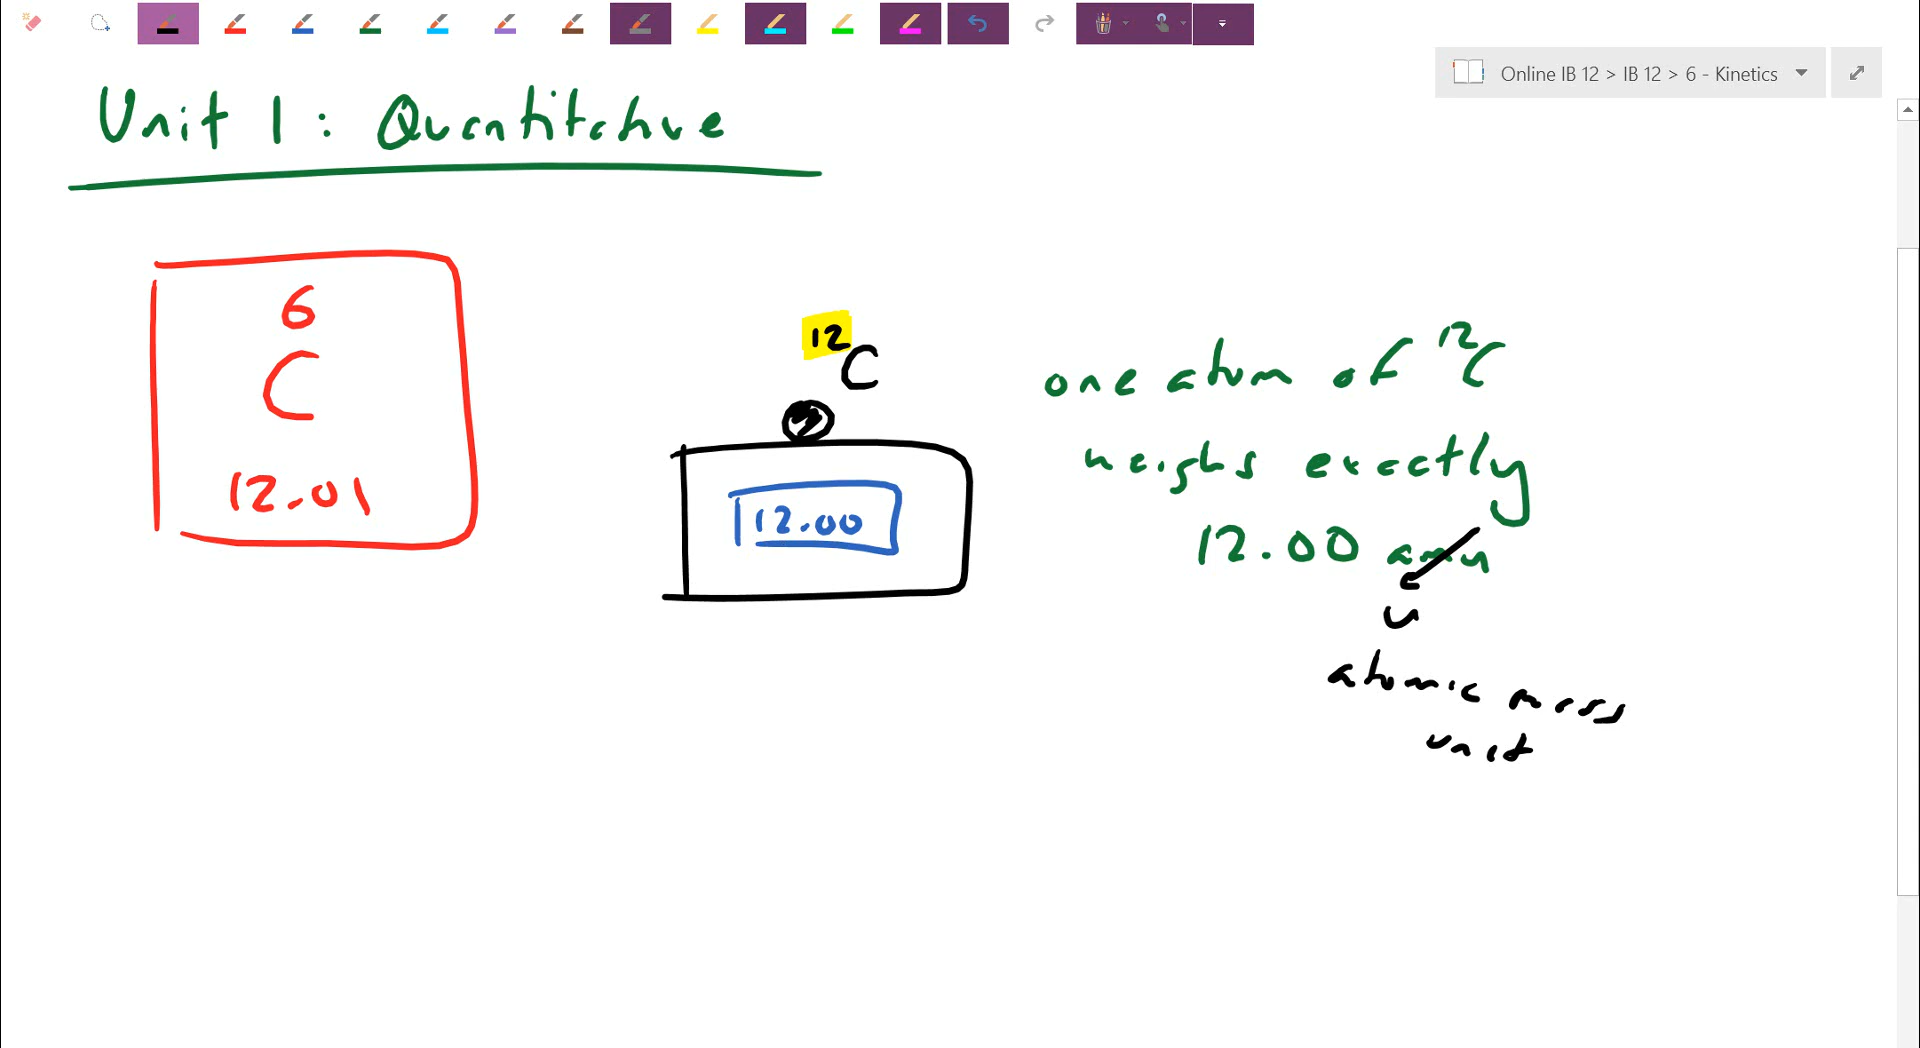 Online IB 12 > IB 12 > 6 - Kinetics
Unit 1 : Quantitative
6
C
12.01
12C
12.00
one atom of 12C
weighs exactly
12.00 amu
u
atomic mass
unit